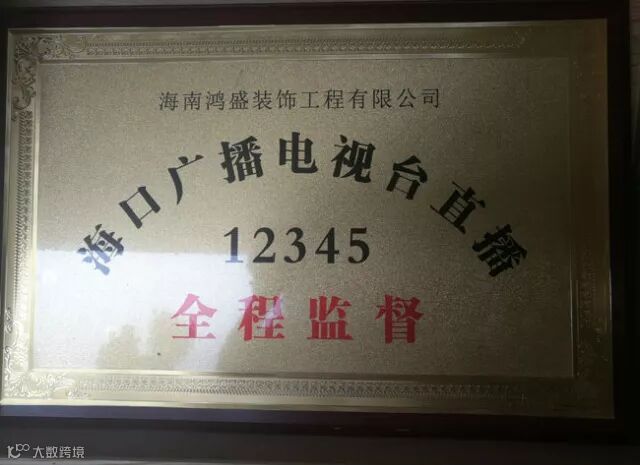 海南鸿盛装饰工程有限公司
海口广播电视台直播
12345
全程监督
大数跨境